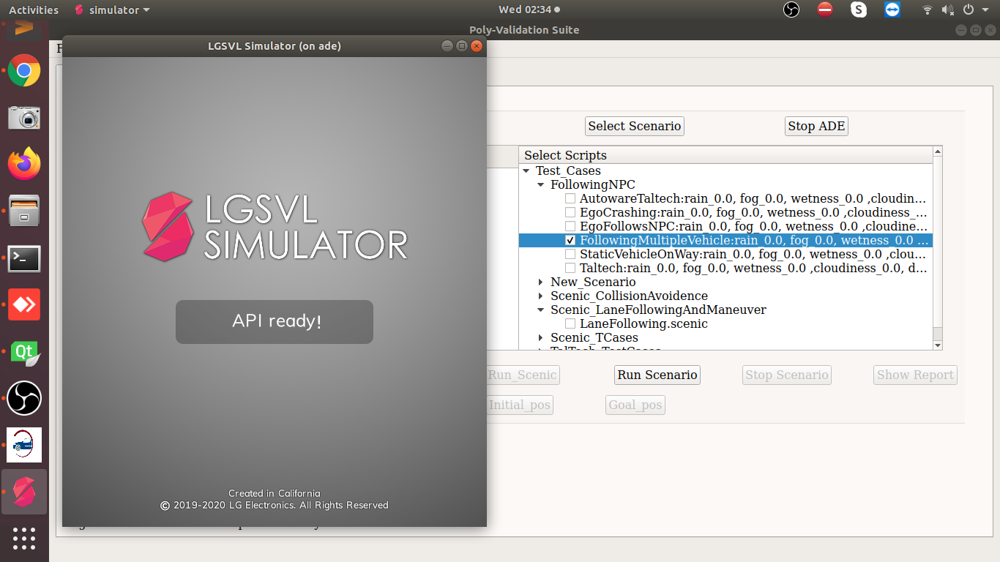 Activities
simulator
Wed 02:34
Poly-Validation Suite
LGSVL Simulator (on ade)
LGSVL
SIMULATOR
API ready!
Created in California
© 2019-2020 LG Electronics. All Rights Reserved
Select Scenario
Stop ADE
Select Scripts
Test_Cases
FollowingNPC
AutowareTaltech:rain_0.0, fog_0.0, wetness_0.0 ,cloudin...
EgoCrashing:rain_0.0, fog_0.0, wetness_0.0 ,cloudiness_...
EgoFollowsNPC:rain_0.0, fog_0.0, wetness_0.0 ,cloudine...
FollowingMultipleVehicle:rain_0.0, fog_0.0, wetness_0.0 ...
StaticVehicleOnWay:rain_0.0, fog_0.0, wetness_0.0 ,clou...
Taltech:rain_0.0, fog_0.0, wetness_0.0 ,cloudiness_0.0, d...
New_Scenario
Scenic_CollisionAvoidence
Scenic_LaneFollowingAndManeuver
LaneFollowing.scenic
Scenic_TCases
TalTech_TestCases
Run_Scenic
Run Scenario
Stop Scenario
Show Report
Initial_pos
Goal_pos
Qt